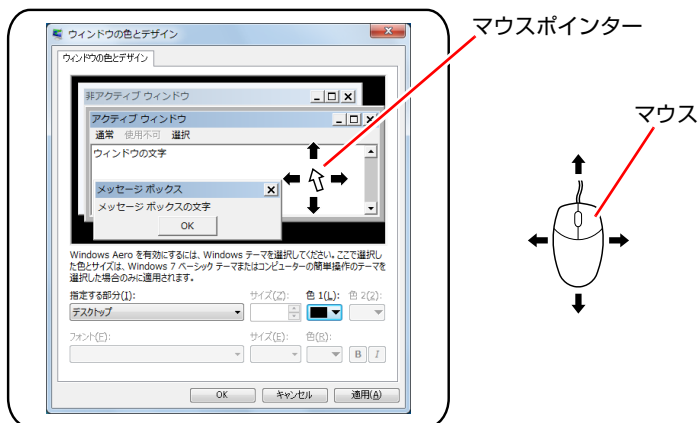 マウスポインター
ウィンドウの色とデザイン
ウィンドウの色とデザイン
非アクティブ ウィンドウ
アクティブ ウィンドウ
通常 使用不可 選択
ウィンドウの文字
メッセージ ボックス
メッセージ ボックスの文字
OK
マウス
Windows Aero を有効にするには、Windows テーマを選択してください。ここで選択し
た色とサイズは、Windows 7 ベーシック テーマまたはコンピューターの簡単操作のテーマを
選択した場合のみに適用されます。
指定する部分(I): サイズ(Z): 色 1(L): 色 2(2):
デスクトップ
フォント(F): サイズ(E): 色(R):
B I
OK キャンセル 適用(A)